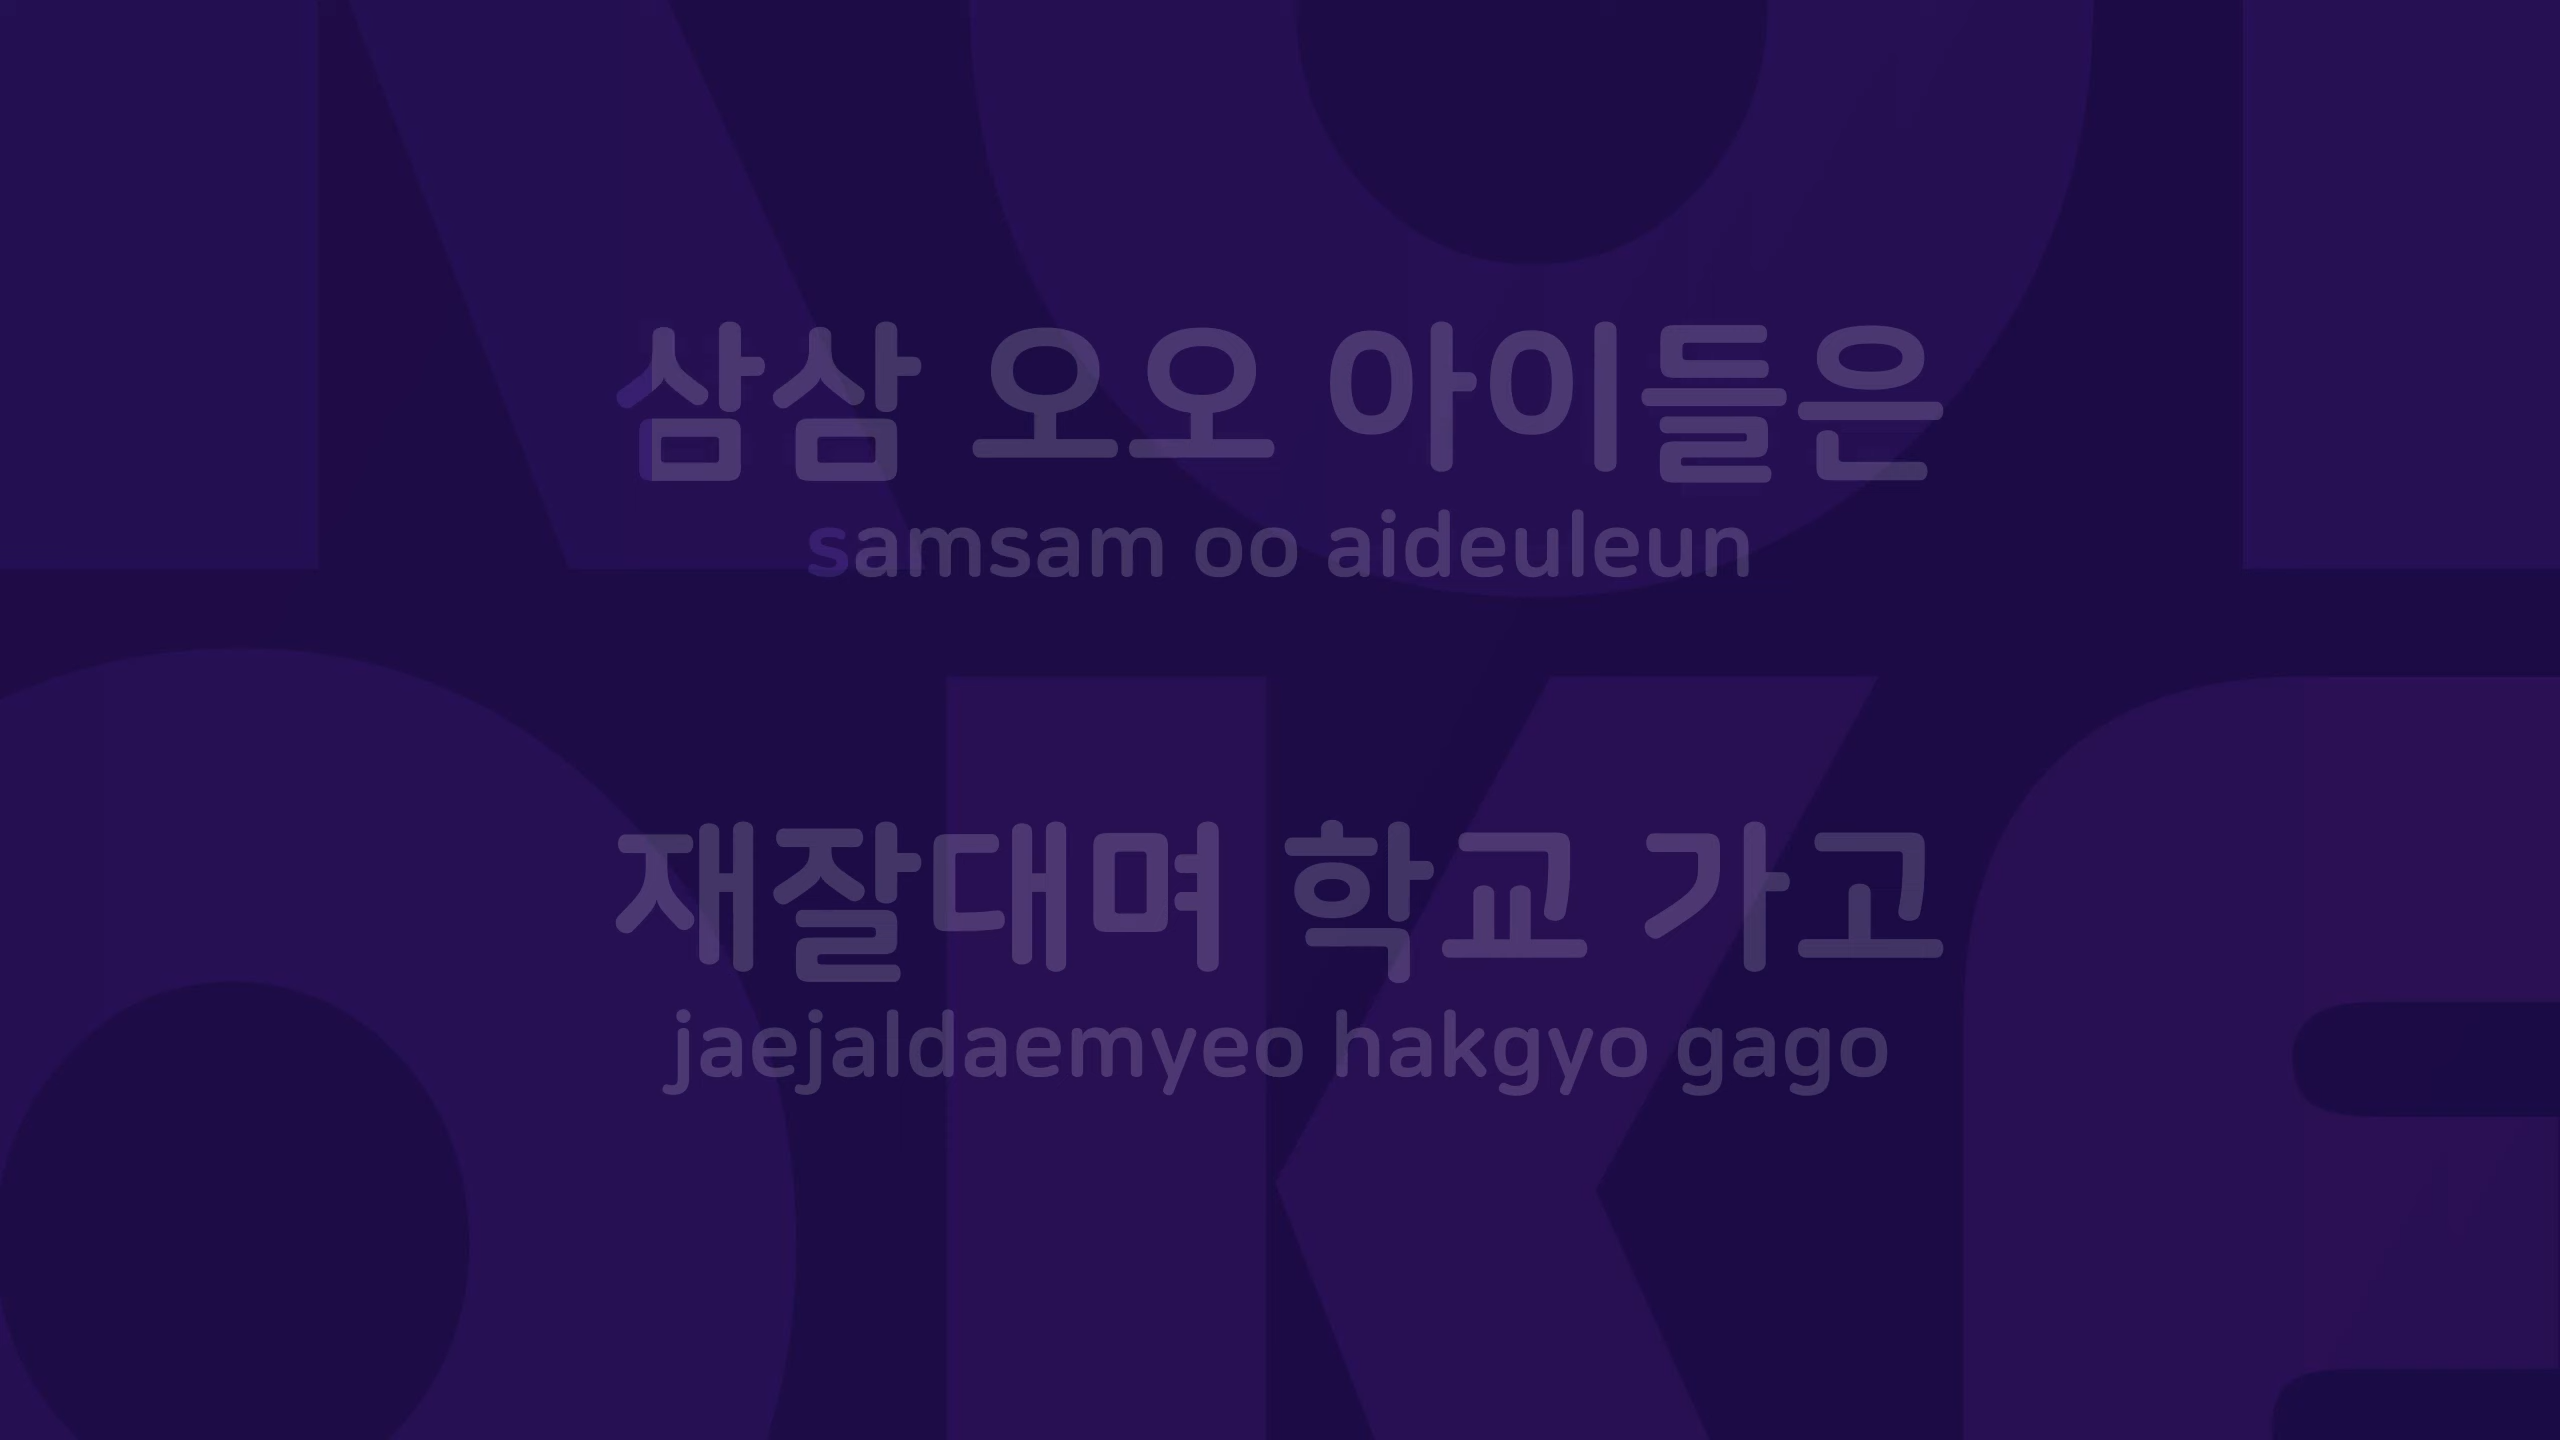 삼삼 오오 아이들은
samsam oo aideuleun
재잘대며 학교 가고
jaejaldaemyeo hakgyo gago